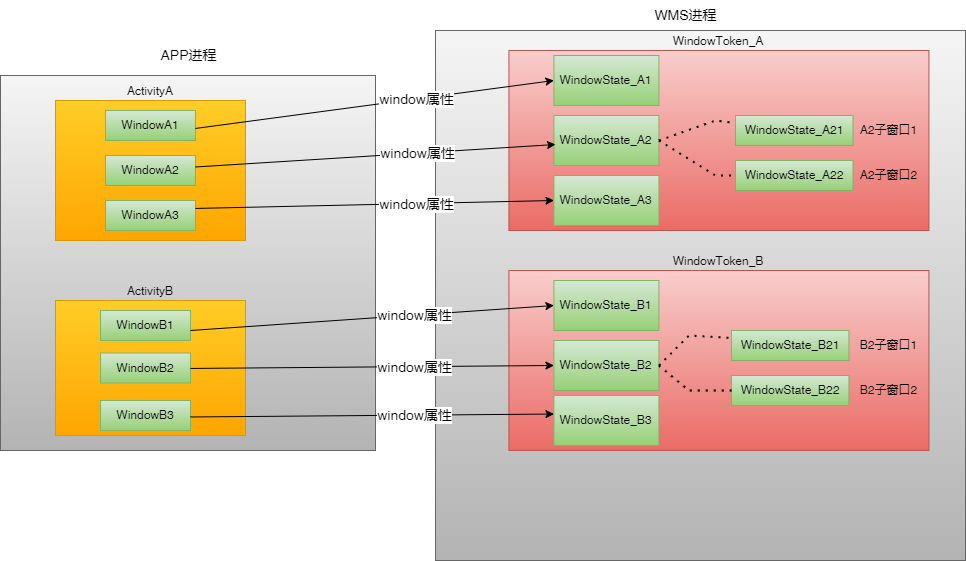 WMS进程
APP进程
WindowToken_A
ActivityA
WindowA1
WindowA2
WindowA3
window属性
window属性
window属性
WindowState_A1
WindowState_A2
WindowState_A3
WindowState_A21
A2子窗口1
WindowState_A22
A2子窗口2
WindowToken_B
ActivityB
WindowB1
WindowB2
WindowB3
window属性
window属性
window属性
WindowState_B1
WindowState_B2
WindowState_B3
WindowState_B21
B2子窗口1
WindowState_B22
B2子窗口2